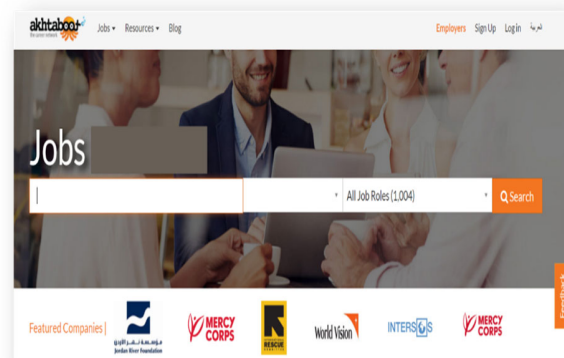 akhtaboot
the career network
Jobs
Resources
Blog
Employers
Sign Up
Log in
عربية
Jobs
All Job Roles (1,004)
Search
Feedback
Featured Companies |
مؤسسة نهر الأردن
Jordan River Foundation
MERCY
CORPS
RESCUE
World Vision
INTERSOS
MERCY
CORPS